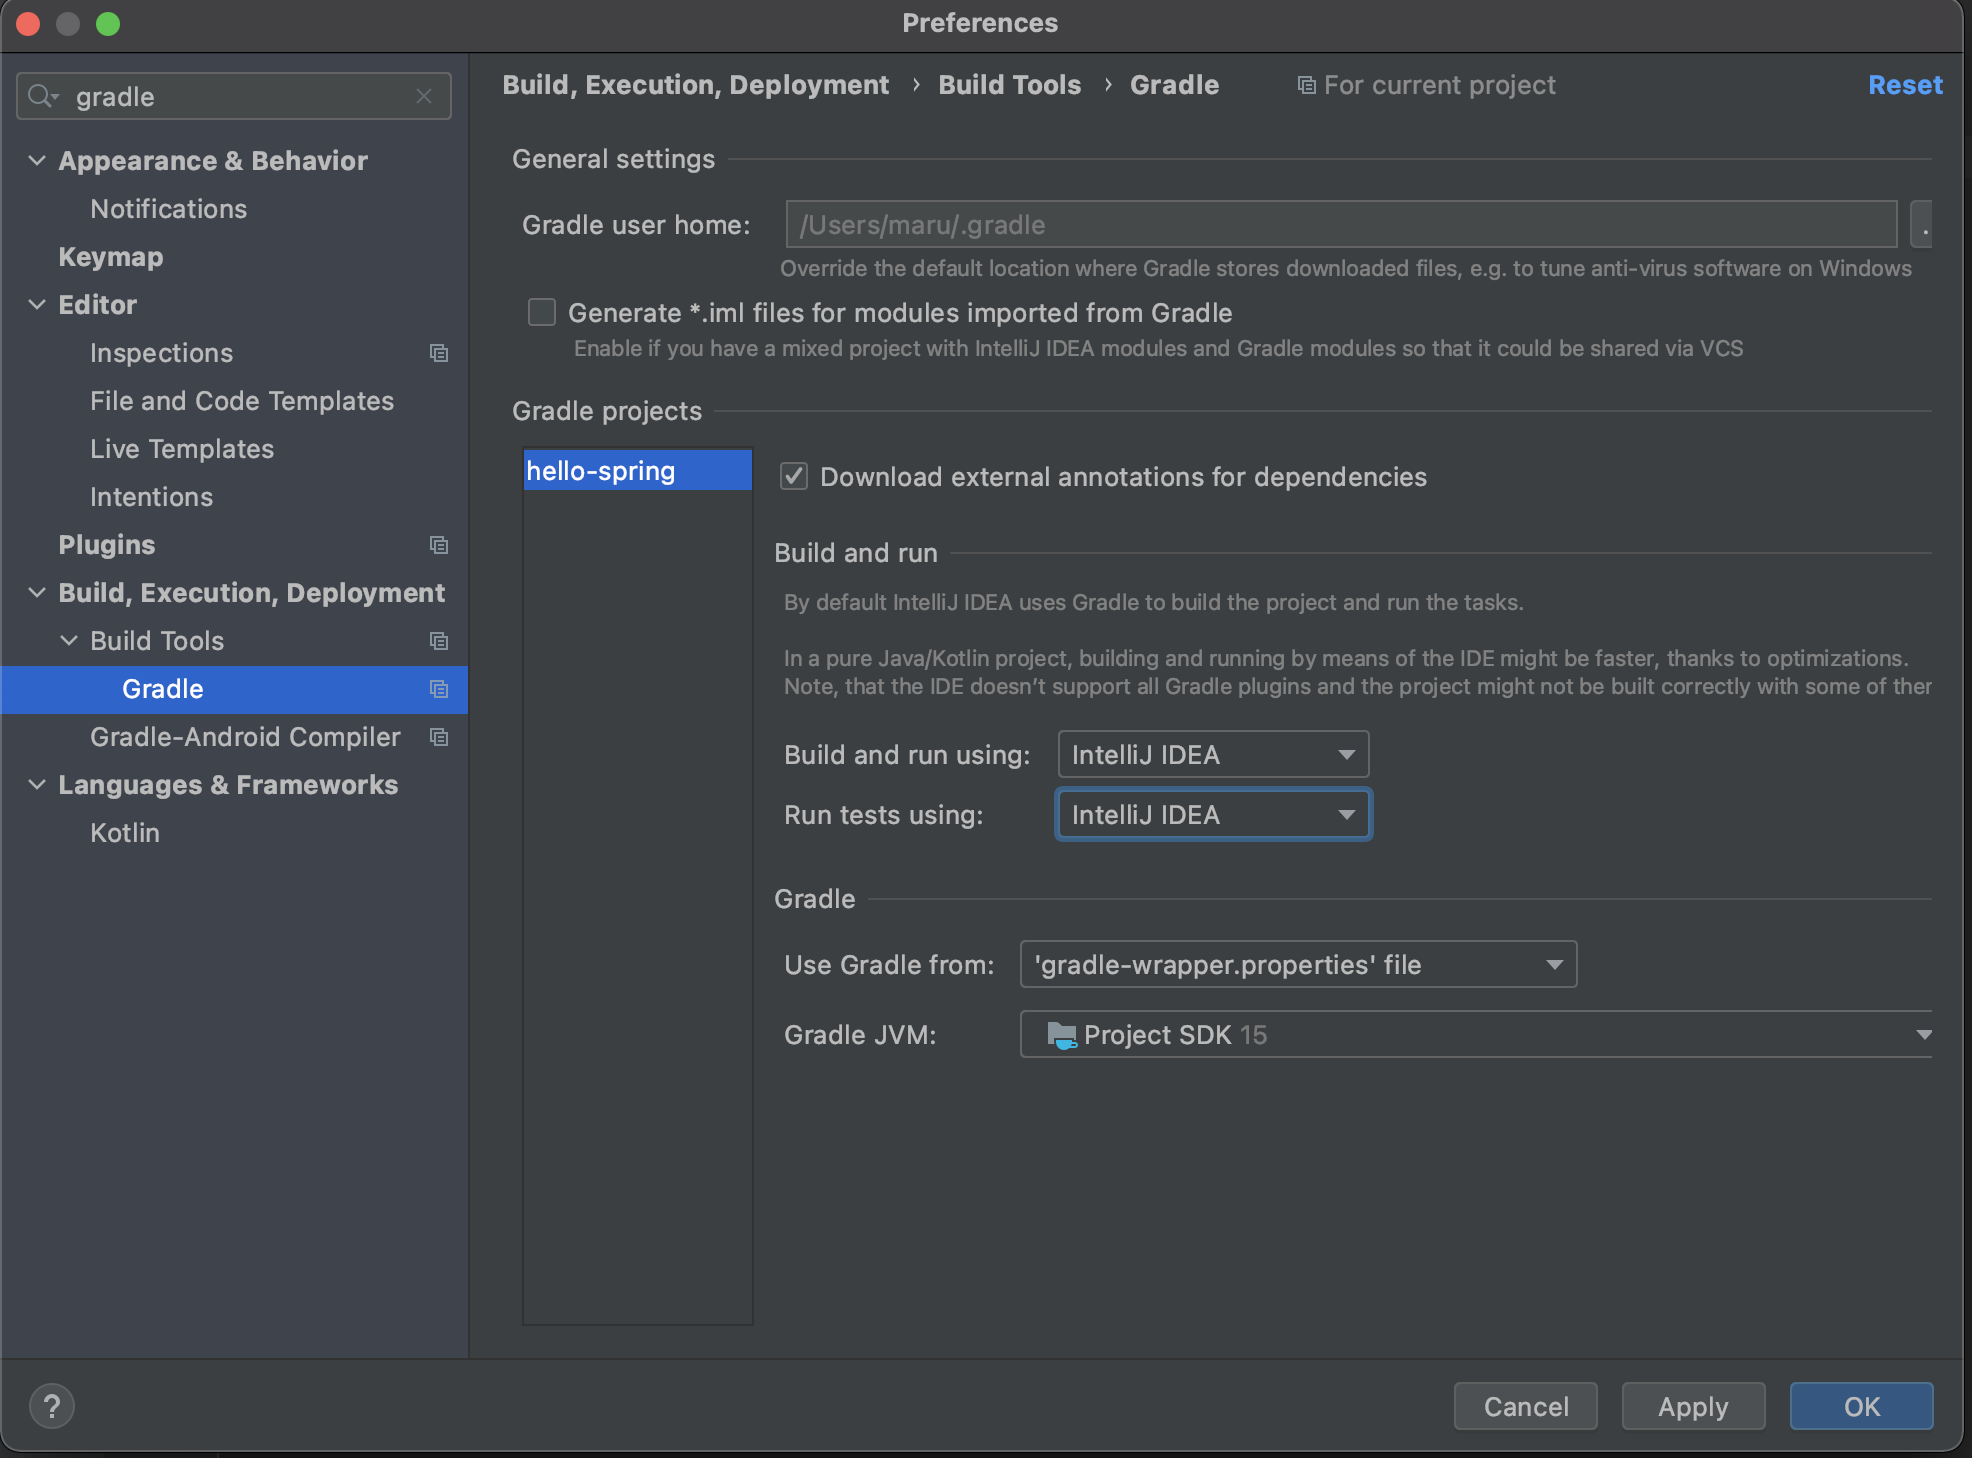 Preferences
gradle
Appearance & Behavior
Notifications
Keymap
Editor
Inspections
File and Code Templates
Live Templates
Intentions
Plugins
Build, Execution, Deployment
Build Tools
Gradle
Gradle-Android Compiler
Languages & Frameworks
Kotlin
Build, Execution, Deployment › Build Tools › Gradle For current project Reset
General settings
Gradle user home: /Users/maru/.gradle .
Override the default location where Gradle stores downloaded files, e.g. to tune anti-virus software on Windows
Generate *.iml files for modules imported from Gradle
Enable if you have a mixed project with IntelliJ IDEA modules and Gradle modules so that it could be shared via VCS
Gradle projects
hello-spring
Download external annotations for dependencies
Build and run
By default IntelliJ IDEA uses Gradle to build the project and run the tasks.
In a pure Java/Kotlin project, building and running by means of the IDE might be faster, thanks to optimizations.
Note, that the IDE doesn't support all Gradle plugins and the project might not be built correctly with some of
Build and run using: IntelliJ IDEA
Run tests using: IntelliJ IDEA
Gradle
Use Gradle from: 'gradle-wrapper.properties' file
Gradle JVM: Project SDK 15
? Cancel Apply OK